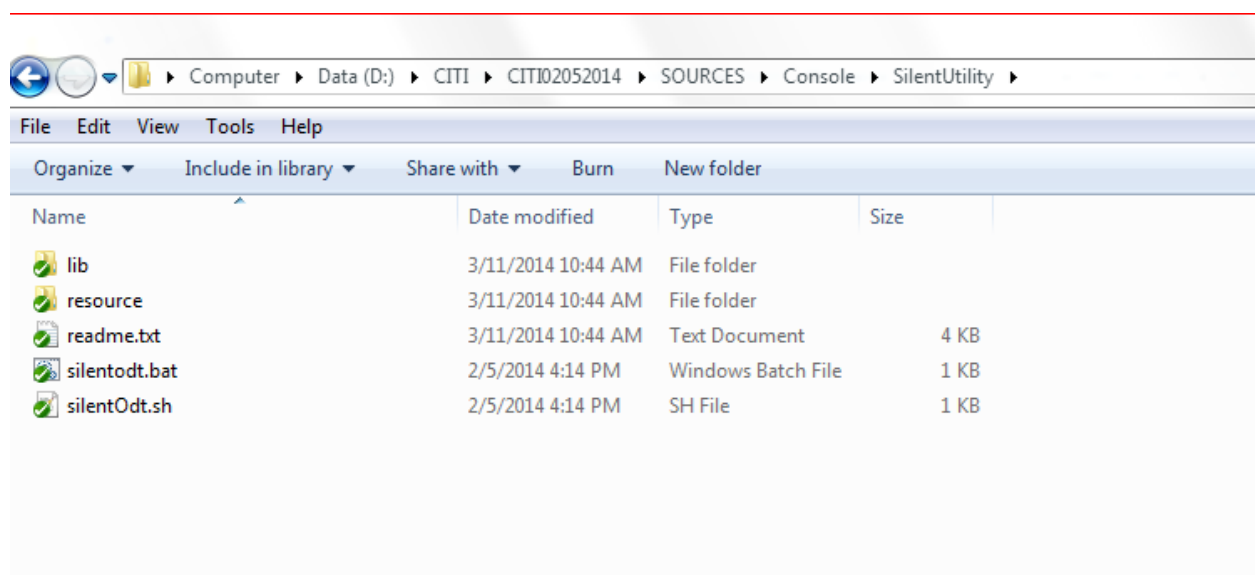 Computer Data (D:) CITI CITI02052014 SOURCES Console SilentUtility
File Edit View Tools Help
Organize Include in library Share with Burn New folder
Name Date modified Type Size
lib 3/11/2014 10:44 AM File folder
resource 3/11/2014 10:44 AM File folder
readme.txt 3/11/2014 10:44 AM Text Document 4 KB
silentodt.bat 2/5/2014 4:14 PM Windows Batch File 1 KB
silentOdt.sh 2/5/2014 4:14 PM SH File 1 KB